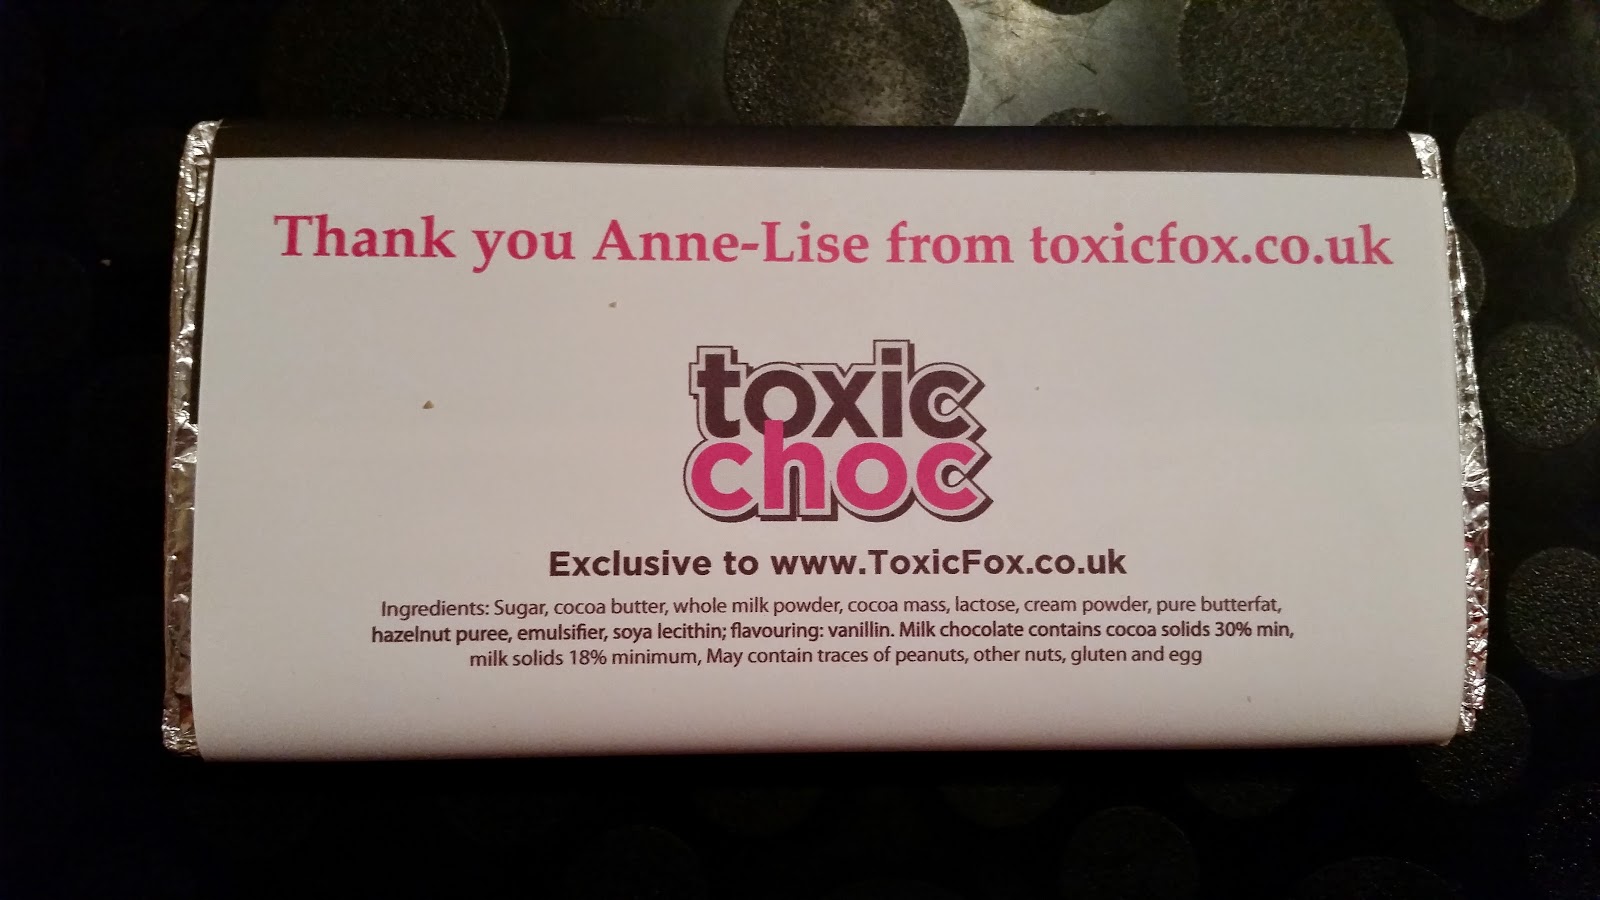 Thank you Anne-Lise from toxicfox.co.uk
toxic
choc
Exclusive to www.ToxicFox.co.uk
Ingredients: Sugar, cocoa butter, whole milk powder, cocoa mass, lactose, cream powder, pure butterfat,
hazelnut puree, emulsifier, soya lecithin; flavouring: vanillin. Milk chocolate contains cocoa solids 30% min,
milk solids 18% minimum, May contain traces of peanuts, other nuts, gluten and egg